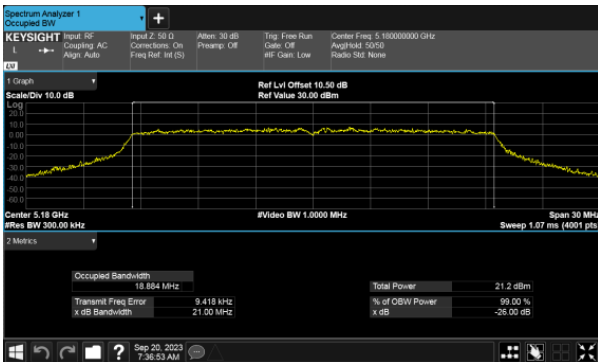 Spectrum Analyzer 1
Occupied BW
KEYSIGHT
L
LXI
Input: RF
Coupling: AC
Align: Auto
Input Z: 50 Ω
Corrections: On
Freq Ref: Int (S)
Atten: 30 dB
Preamp: Off
Trig: Free Run
Gate: Off
#IF Gain: Low
Center Freq: 5.180000000 GHz
Avg|Hold: 50/50
Radio Std: None
1 Graph
Scale/Div 10.0 dB
Ref Lvl Offset 10.50 dB
Ref Value 30.00 dBm
Log
20.0
10.0
0.00
-10.0
-20.0
-30.0
-40.0
-50.0
-60.0
Center 5.18 GHz
#Res BW 300.00 kHz
#Video BW 1.0000 MHz
Span 30 MHz
Sweep 1.07 ms (4001 pts
2 Metrics
Occupied Bandwidth
18.884 MHz
Transmit Freq Error 9.418 kHz
x dB Bandwidth 21.00 MHz
Total Power 21.2 dBm
% of OBW Power 99.00 %
x dB -26.00 dB
?
Sep 20, 2023
7:36:53 AM